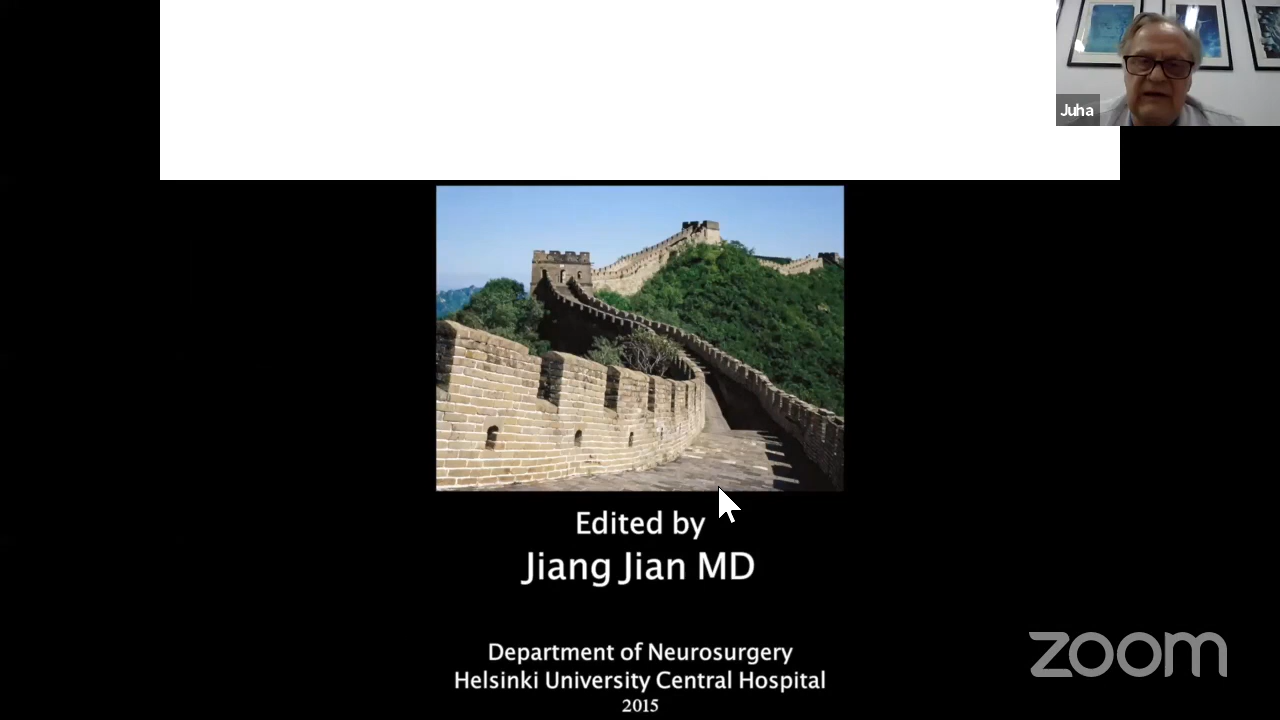 Juha
Edited by
Jiang Jian MD
Department of Neurosurgery
Helsinki University Central Hospital
2015
zoom